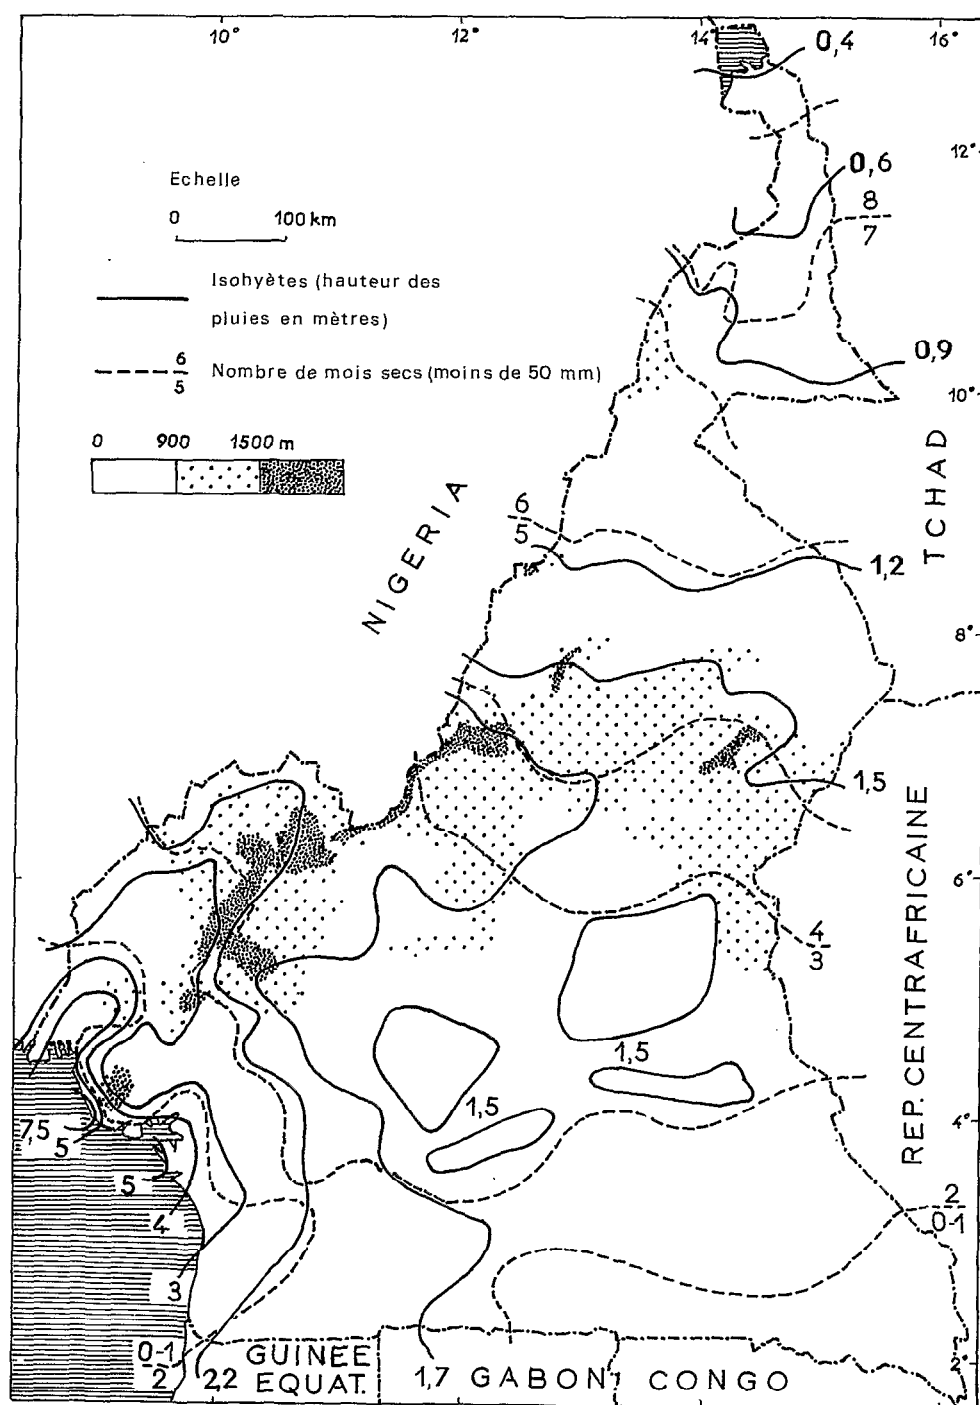 10° 12° 14° 16°
0,4
12°
0,6
Echelle
0 100 km
8
7
Isohyètes (hauteur des
pluies en mètres)
0,9
6
5
Nombre de mois secs (moins de 50 mm)
10°
0 900 1500 m
TCHAD
NIGERIA
6
5
1,2
8°
1,5
REP. CENTRAFRICAINE
6°
4
3
1,5
1,5
4°
7,5
5
5
4
2
0-1
3
0-1
2
2,2
GUINEE
EQUAT.
1,7
GABON
CONGO
2°